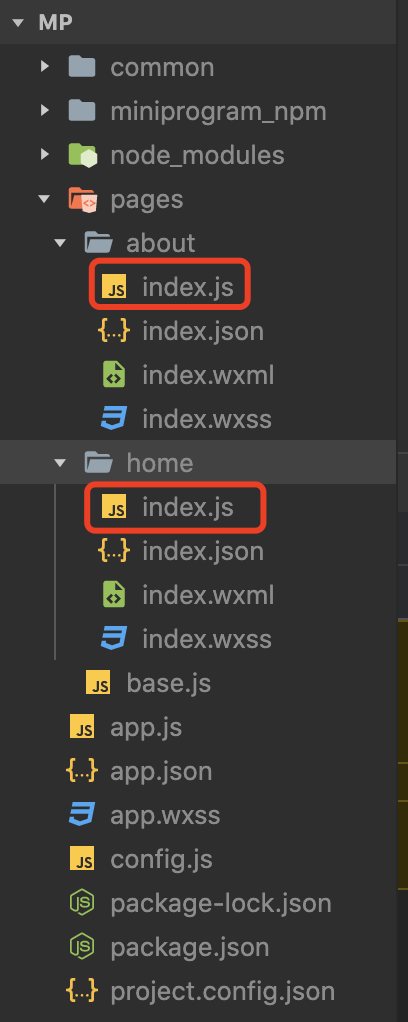 MP
common
miniprogram_npm
node_modules
pages
about
JS index.js
{..} index.json
index.wxml
index.wxss
home
JS index.js
{..} index.json
index.wxml
index.wxss
JS base.js
JS app.js
{..} app.json
app.wxss
JS config.js
JS package-lock.json
JS package.json
{..} project.config.json